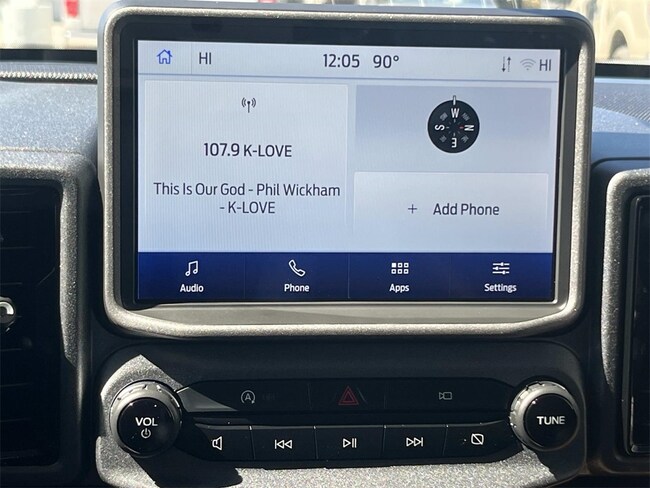 HI 12:05 90° HI
107.9 K-LOVE
This Is Our God - Phil Wickham
- K-LOVE
W
S N
E
+ Add Phone
Audio Phone Apps Settings
A
VOL
TUNE